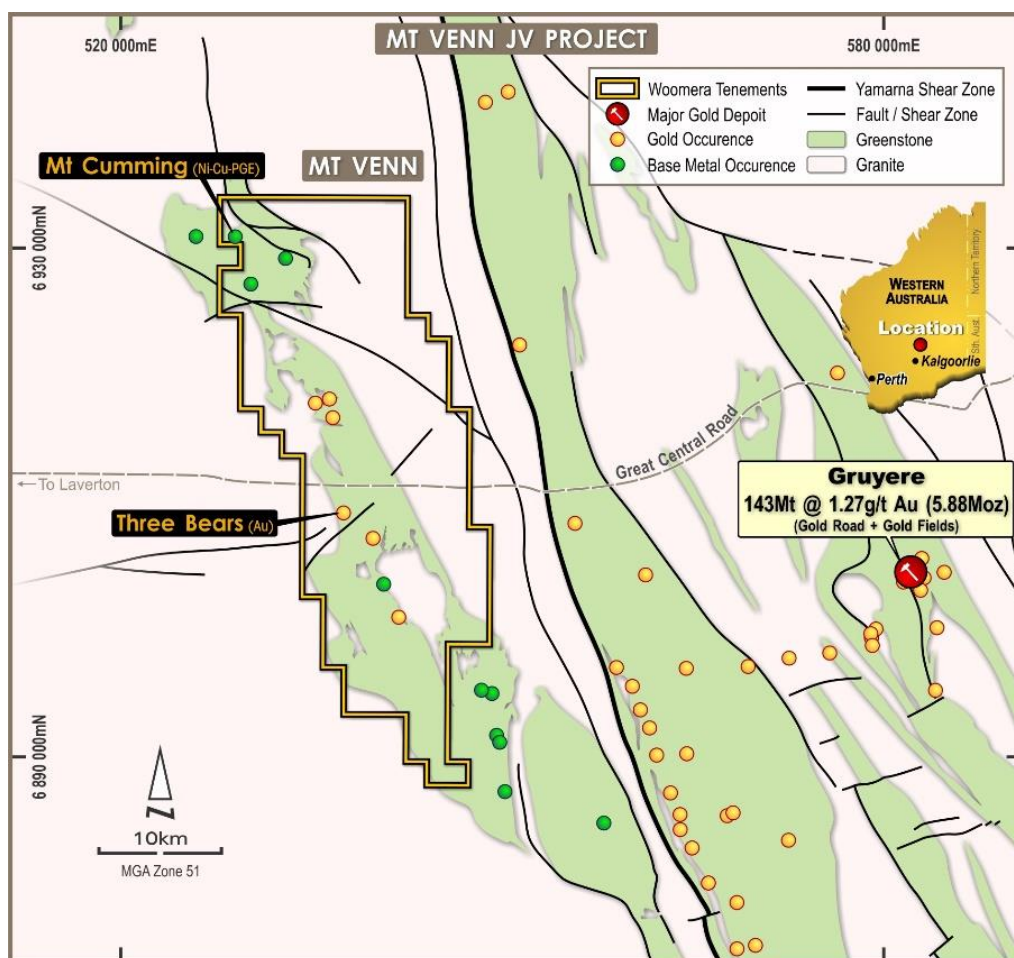 MT VENN JV PROJECT
520 000mE
580 000mE
Woomera Tenements
Major Gold Depoit
Gold Occurence
Base Metal Occurence
Yamarna Shear Zone
Fault / Shear Zone
Greenstone
Granite
Mt Cumming (Ni-Cu-PGE)
MT VENN
6 930 000mN
WESTERN
AUSTRALIA
Location
Kalgoorlie
Perth
Northern Territory
Sth. Aust.
Great Central Road
To Laverton
Three Bears (Au)
Gruyere
143Mt @ 1.27g/t Au (5.88Moz)
(Gold Road + Gold Fields)
6 890 000mN
N
10km
MGA Zone 51